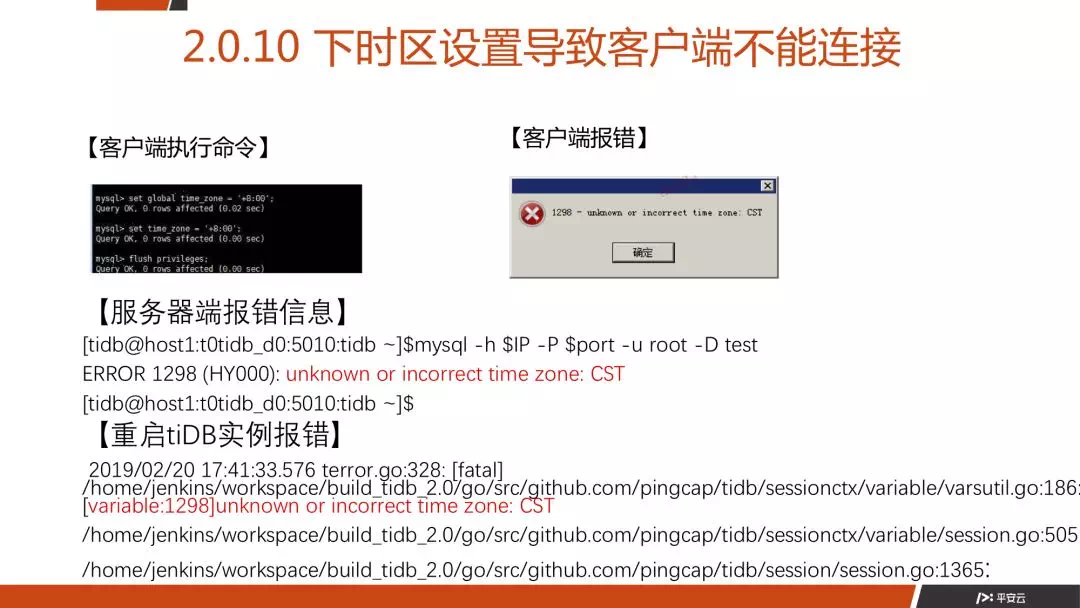 2.0.10 下时区设置导致客户端不能连接
【客户端执行命令】
mysql> set global time_zone = '+8:00';
Query OK, 0 rows affected (0.02 sec)
mysql> set time_zone = '+8:00';
Query OK, 0 rows affected (0.00 sec)
mysql> flush privileges;
Query OK, 0 rows affected (0.00 sec)
【客户端报错】
1298 - unknown or incorrect time zone: CST
确定
【服务器端报错信息】
[tidb@host1:t0tidb_d0:5010:tidb ~]$mysql -h $IP -P $port -u root -D test
ERROR 1298 (HY000): unknown or incorrect time zone: CST
[tidb@host1:t0tidb_d0:5010:tidb ~]$
【重启tiDB实例报错】
2019/02/20 17:41:33.576 terror.go:328: [fatal]
/home/jenkins/workspace/build_tidb_2.0/go/src/github.com/pingcap/tidb/sessionctx/variable/varsutil.go:186:
[variable:1298]unknown or incorrect time zone: CST
/home/jenkins/workspace/build_tidb_2.0/go/src/github.com/pingcap/tidb/sessionctx/variable/session.go:505
/home/jenkins/workspace/build_tidb_2.0/go/src/github.com/pingcap/tidb/session/session.go:1365:
平安云